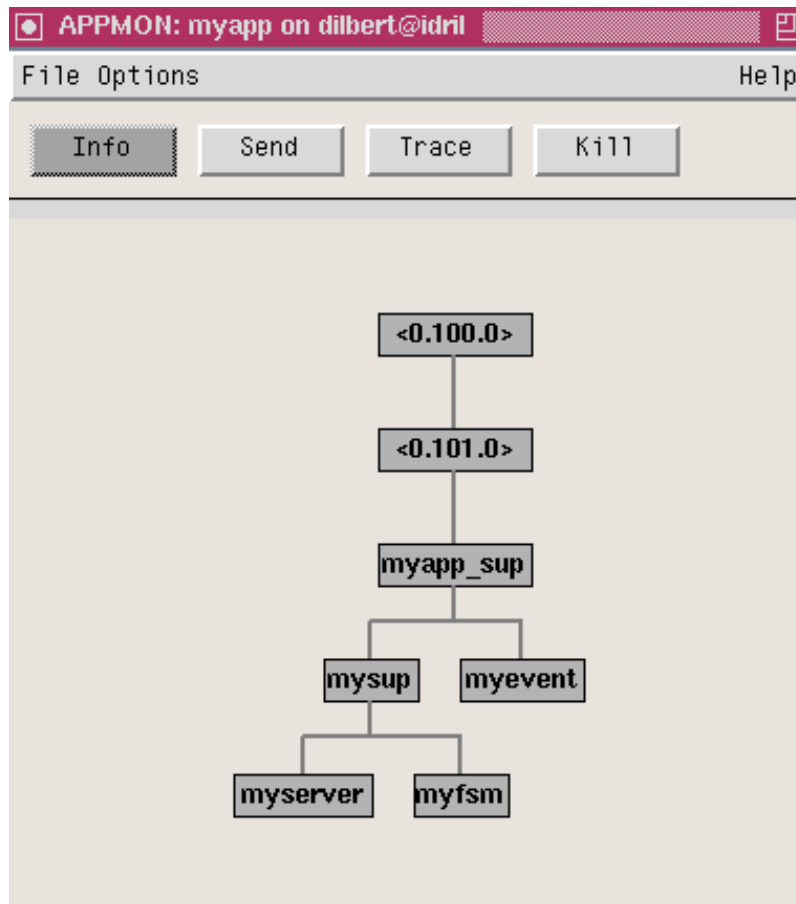 APPMON: myapp on dilbert@idril
File Options Help
Info Send Trace Kill
<0.100.0>
<0.101.0>
myapp_sup
mysup myevent
myserver myfsm